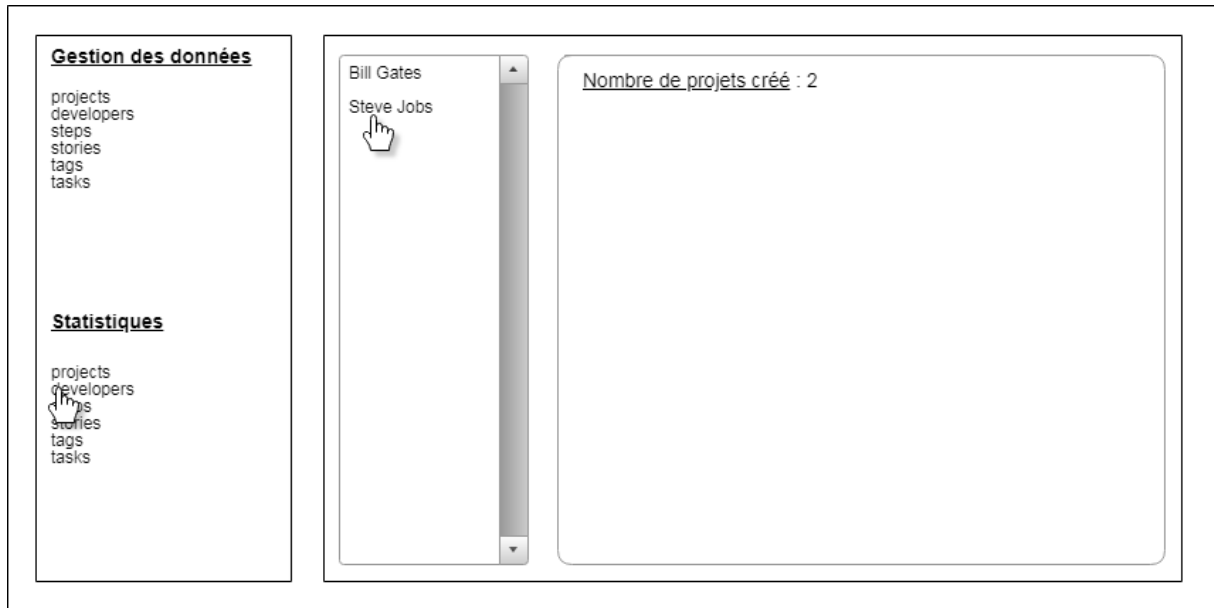 Gestion des données
projects
developers
steps
stories
tags
tasks
Statistiques
projects
developers
stories
tags
tasks
Bill Gates
Steve Jobs
Nombre de projets créé : 2